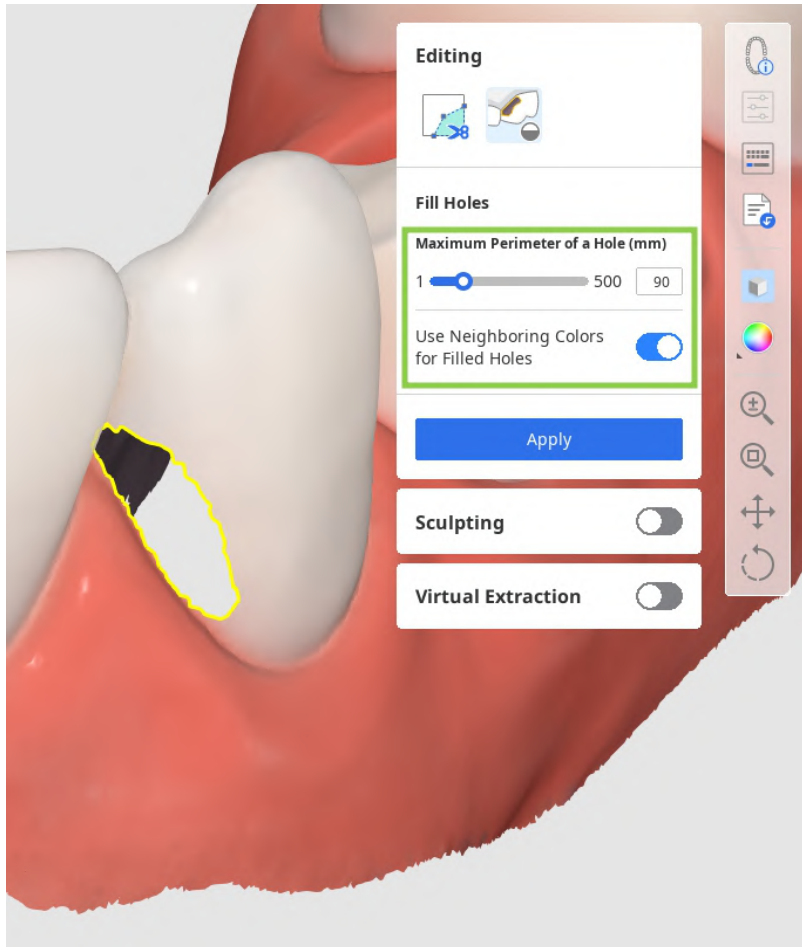 Editing
Fill Holes
Maximum Perimeter of a Hole (mm)
1 500 90
Use Neighboring Colors
for Filled Holes
Apply
Sculpting
Virtual Extraction